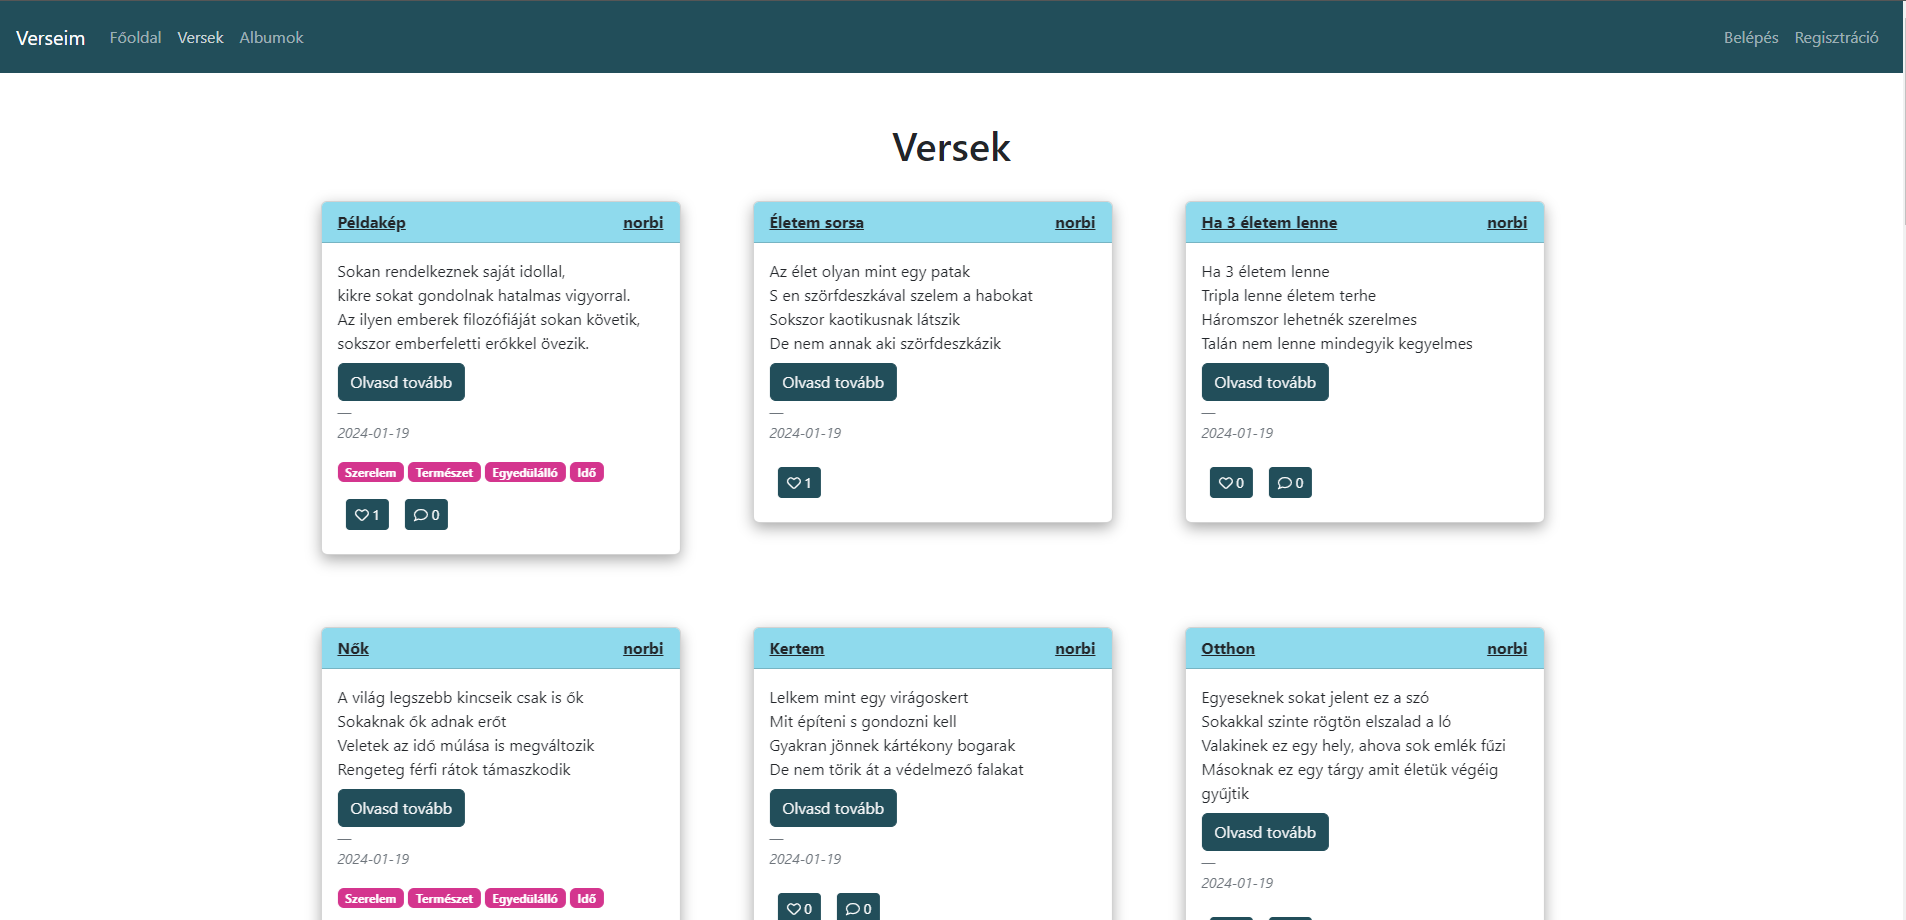 Verseim Főoldal Versek Albumok Belépés Regisztráció
Versek
Példakép norbi
Sokan rendelkeznek saját idollal,
kikre sokat gondolnak hatalmas vigyorral.
Az ilyen emberek filozófiáját sokan követik,
sokszor emberfeletti erőkkel övezik.
Olvasd tovább
—
2024-01-19
Szerelem Természet Egyedülálló Idő
1 0
Életem sorsa norbi
Az élet olyan mint egy patak
S en szörfdeszkával szelem a habokat
Sokszor kaotikusnak látszik
De nem annak aki szörfdeszkázik
Olvasd tovább
—
2024-01-19
1
Ha 3 életem lenne norbi
Ha 3 életem lenne
Tripla lenne életem terhe
Háromszor lehetnék szerelmes
Talán nem lenne mindegyik kegyelmes
Olvasd tovább
—
2024-01-19
0 0
Nők norbi
A világ legszebb kincseik csak is ők
Sokaknak ők adnak erőt
Veletek az idő múlása is megváltozik
Rengeteg férfi rátok támaszkodik
Olvasd tovább
—
2024-01-19
Szerelem Természet Egyedülálló Idő
Kertem norbi
Lelkem mint egy virágoskert
Mit építeni s gondozni kell
Gyakran jönnek kártékony bogarak
De nem törik át a védelmező falakat
Olvasd tovább
—
2024-01-19
0 0
Otthon norbi
Egyeseknek sokat jelent ez a szó
Sokakkal szinte rögtön elszalad a ló
Valakinek ez egy hely, ahova sok emlék fűzi
Másoknak ez egy tárgy amit életük végéig
gyűjtik
Olvasd tovább
—
2024-01-19